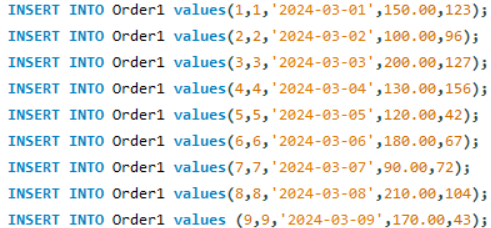 INSERT INTO Order1 values(1,1,'2024-03-01',150.00,123);
INSERT INTO Order1 values(2,2,'2024-03-02',100.00,96);
INSERT INTO Order1 values(3,3,'2024-03-03',200.00,127);
INSERT INTO Order1 values(4,4,'2024-03-04',130.00,156);
INSERT INTO Order1 values(5,5,'2024-03-05',120.00,42);
INSERT INTO Order1 values(6,6,'2024-03-06',180.00,67);
INSERT INTO Order1 values(7,7,'2024-03-07',90.00,72);
INSERT INTO Order1 values(8,8,'2024-03-08',210.00,104);
INSERT INTO Order1 values (9,9,'2024-03-09',170.00,43);